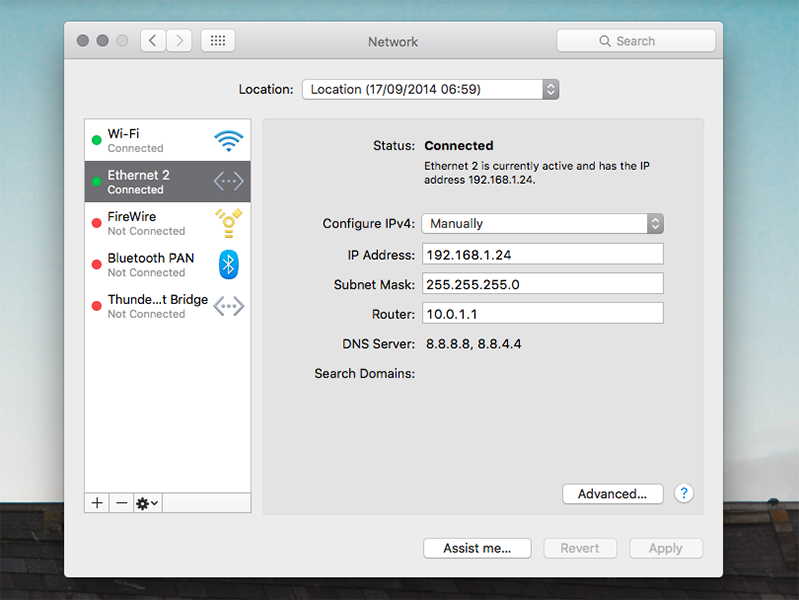 Network
Search
Location: Location (17/09/2014 06:59)
Wi-Fi
Connected
Ethernet 2
Connected
FireWire
Not Connected
Bluetooth PAN
Not Connected
Thunde...t Bridge
Not Connected
Status: Connected
Ethernet 2 is currently active and has the IP
address 192.168.1.24.
Configure IPv4: Manually
IP Address: 192.168.1.24
Subnet Mask: 255.255.255.0
Router: 10.0.1.1
DNS Server: 8.8.8.8, 8.8.4.4
Search Domains:
Advanced... ?
Assist me... Revert Apply